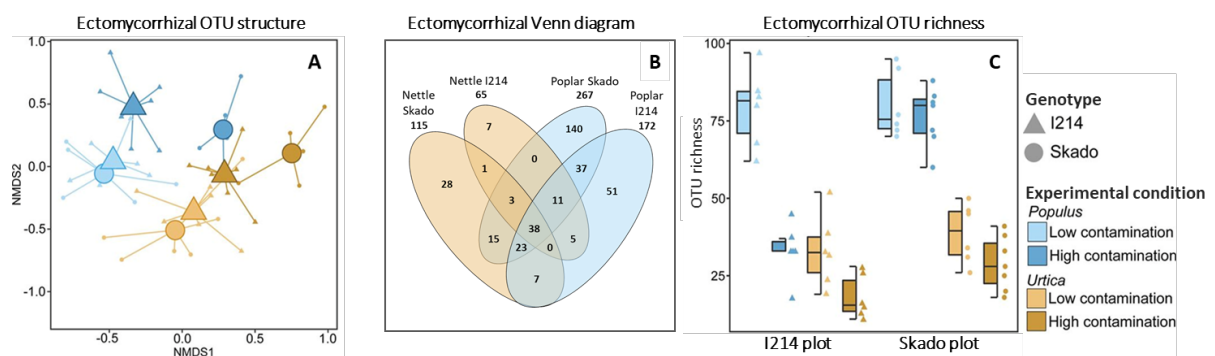 Ectomycorrhizal OTU structure
Ectomycorrhizal Venn diagram
Ectomycorrhizal OTU richness
A
1.0
0.5
0.0
-0.5
-1.0
NMDS2
-0.5
0.0
0.5
1.0
NMDS1
B
Nettle I214
65
Poplar Skado
267
Nettle
Skado
115
Poplar
I214
172
7
140
0
1
37
28
51
3
11
38
15
5
23
0
7
C
100
75
50
25
OTU richness
I214 plot
Skado plot
Genotype
I214
Skado
Experimental condition
Populus
Low contamination
High contamination
Urtica
Low contamination
High contamination